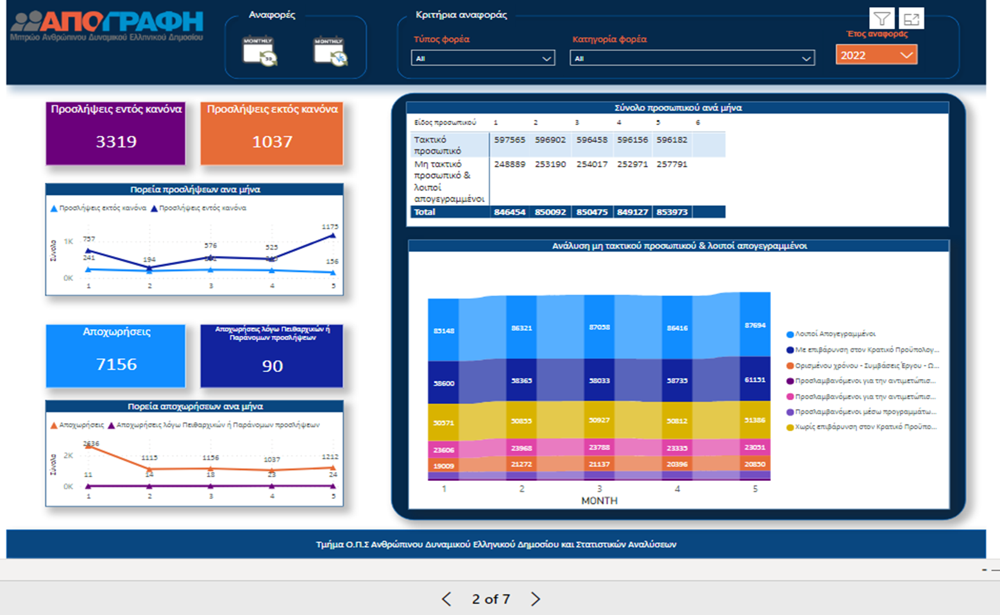 ΑΠΟΓΡΑΦΗ
Μητρώο Ανθρώπινου Δυναμικού Ελληνικού Δημοσίου
Αναφορές
MONTHLY
MONTHLY
Κριτήρια αναφοράς
Τύπος φορέα
All
Κατηγορία φορέα
All
Έτος αναφοράς
2022
Προσλήψεις εντός κανόνα
3319
Προσλήψεις εκτός κανόνα
1037
Πορεία προσλήψεων ανα μήνα
Προσλήψεις εκτός κανόνα Προσλήψεις εντός κανόνα
Σύνολο
1K
0K
757
194
576
525
1175
241
156
1 2 3 4 5
Αποχωρήσεις
7156
Αποχωρήσεις λόγω Πειθαρχικών ή
Παράνομων προσλήψεων
90
Πορεία αποχωρήσεων ανα μήνα
Αποχωρήσεις Αποχωρήσεις λόγω Πειθαρχικών ή Παράνομων προσλήψεων
Σύνολο
2K
0K
2636
1115
1156
1037
1212
11
14
18
23
24
1 2 3 4 5
Σύνολο προσωπικού ανά μήνα
Είδος προσωπικού 1 2 3 4 5 6
Τακτικό
προσωπικό
597565 596902 596458 596156 596182
Μη τακτικό
προσωπικό &
λοιποί
απογεγραμμένοι
248889 253190 254017 252971 257791
Total 846454 850092 850475 849127 853973
Ανάλυση μη τακτικού προσωπικού & λοιποί απογεγραμμένοι
85148 86321 87058 86416 87694
58600 58365 58033 58735 61151
50571 50855 50927 50812 51386
23606 23968 23788 23335 23051
19009 21272 21137 20396 20850
1 2 3 4 5
MONTH
Λοιποί Απογεγραμμένοι
Με επιβάρυνση στον Κρατικό Προϋπολογ...
Ορισμένου χρόνου - Συμβάσεις Έργου - Ω...
Προσλαμβανόμενοι για την αντιμετώπισ...
Προσλαμβανόμενοι για την αντιμετώπισ...
Προσλαμβανόμενοι μέσω προγραμμάτω...
Χωρίς επιβάρυνση στον Κρατικό Προϋπο...
Τμήμα Ο.Π.Σ Ανθρώπινου Δυναμικού Ελληνικού Δημοσίου και Στατιστικών Αναλύσεων
2 of 7